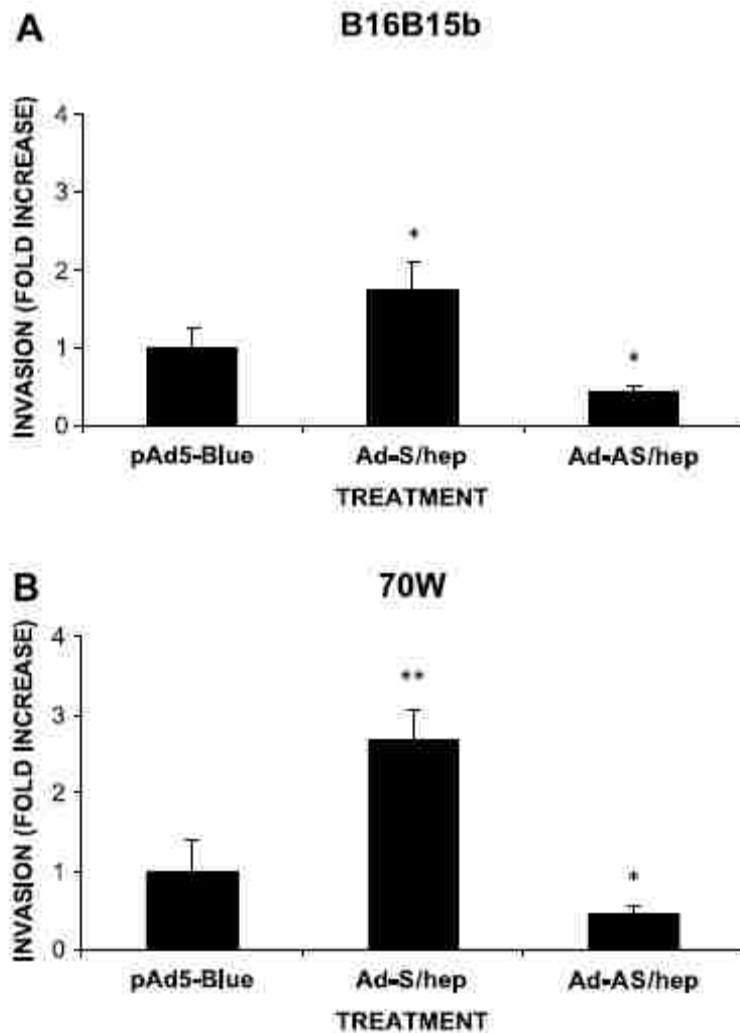 A
B16B15b
INVASION (FOLD INCREASE)
4
3
2
1
0
*
*
pAd5-Blue Ad-S/hep Ad-AS/hep
TREATMENT
B
70W
INVASION (FOLD INCREASE)
4
3
2
1
0
**
*
pAd5-Blue Ad-S/hep Ad-AS/hep
TREATMENT